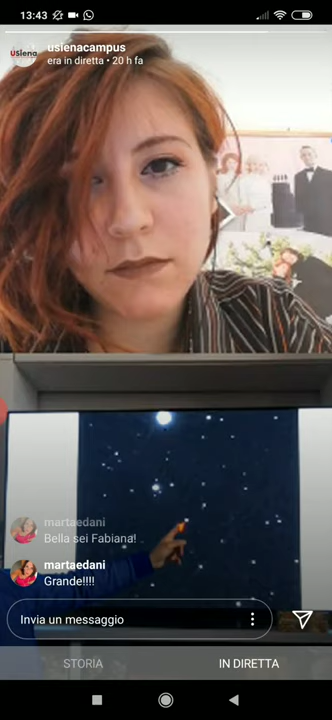 13:43
usienacampus
USiena
era in diretta • 20 h fa
martaedani
Bella sei Fabiana!
martaedani
Grande!!!!
Invia un messaggio
STORIA
IN DIRETTA